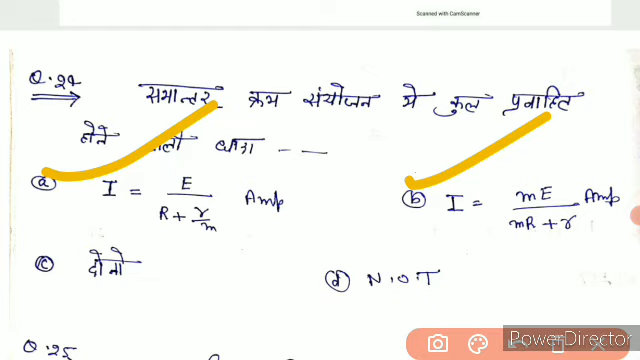 Scanned with CamScanner
Q.24 समान्तर क्रम संयोजन मे कुल प्रवाहित
होने वाली धारा - —
(a) I = E / (R + r/m) Amp (b) I = mE / (mR + r) Amp
(c) दोनो (d) N.O.T
Q.25
PowerDirector